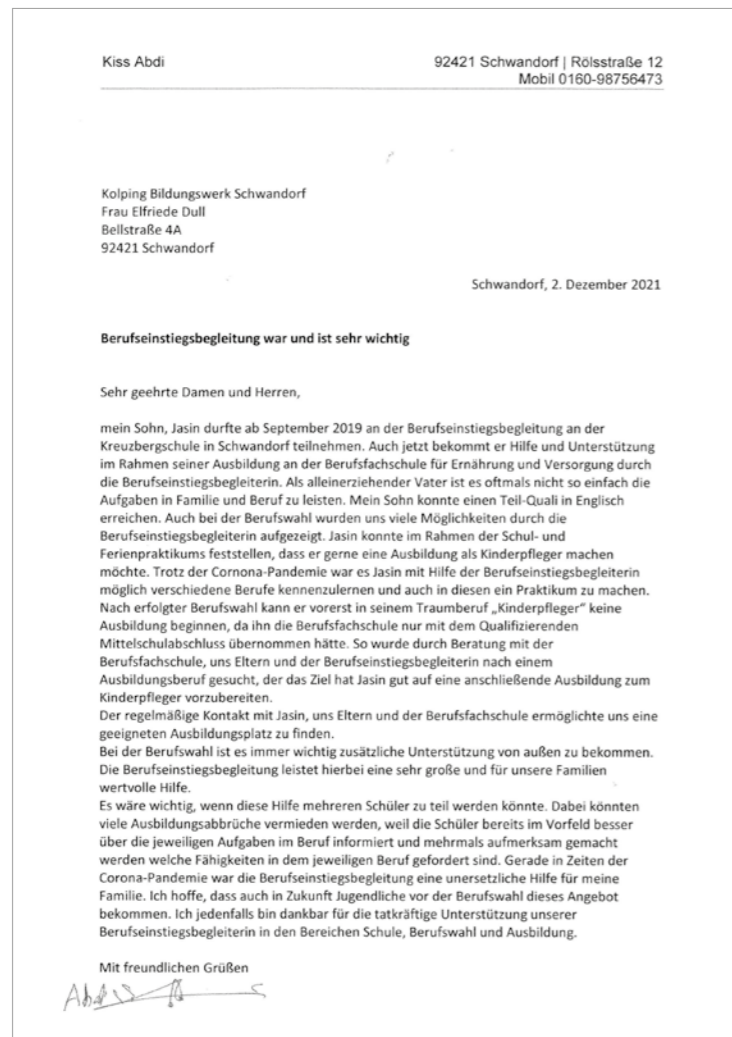 Kiss Abdi
92421 Schwandorf | Rölsstraße 12
Mobil 0160-98756473
Kolping Bildungswerk Schwandorf
Frau Elfriede Dull
Bellstraße 4A
92421 Schwandorf
Schwandorf, 2. Dezember 2021
Berufseinstiegsbegleitung war und ist sehr wichtig
Sehr geehrte Damen und Herren,
mein Sohn, Jasin durfte ab September 2019 an der Berufseinstiegsbegleitung an der
Kreuzbergschule in Schwandorf teilnehmen. Auch jetzt bekommt er Hilfe und Unterstützung
im Rahmen seiner Ausbildung an der Berufsfachschule für Ernährung und Versorgung durch
die Berufseinstiegsbegleiterin. Als alleinerziehender Vater ist es oftmals nicht so einfach die
Aufgaben in Familie und Beruf zu leisten. Mein Sohn konnte einen Teil-Quali in Englisch
erreichen. Auch bei der Berufswahl wurden uns viele Möglichkeiten durch die
Berufseinstiegsbegleiterin aufgezeigt. Jasin konnte im Rahmen der Schul- und
Ferienpraktikums feststellen, dass er gerne eine Ausbildung als Kinderpfleger machen
möchte. Trotz der Cornona-Pandemie war es Jasin mit Hilfe der Berufseinstiegsbegleiterin
möglich verschiedene Berufe kennenzulernen und auch in diesen ein Praktikum zu machen.
Nach erfolgter Berufswahl kann er vorerst in seinem Traumberuf „Kinderpfleger“ keine
Ausbildung beginnen, da ihn die Berufsfachschule nur mit dem Qualifizierenden
Mittelschulabschluss übernommen hätte. So wurde durch Beratung mit der
Berufsfachschule, uns Eltern und der Berufseinstiegsbegleiterin nach einem
Ausbildungsberuf gesucht, der das Ziel hat Jasin gut auf eine anschließende Ausbildung zum
Kinderpfleger vorzubereiten.
Der regelmäßige Kontakt mit Jasin, uns Eltern und der Berufsfachschule ermöglichte uns eine
geeigneten Ausbildungsplatz zu finden.
Bei der Berufswahl ist es immer wichtig zusätzliche Unterstützung von außen zu bekommen.
Die Berufseinstiegsbegleitung leistet hierbei eine sehr große und für unsere Familien
wertvolle Hilfe.
Es wäre wichtig, wenn diese Hilfe mehreren Schüler zu teil werden könnte. Dabei könnten
viele Ausbildungsabbrüche vermieden werden, weil die Schüler bereits im Vorfeld besser
über die jeweiligen Aufgaben im Beruf informiert und mehrmals aufmerksam gemacht
werden welche Fähigkeiten in dem jeweiligen Beruf gefordert sind. Gerade in Zeiten der
Corona-Pandemie war die Berufseinstiegsbegleitung eine unersetzliche Hilfe für meine
Familie. Ich hoffe, dass auch in Zukunft Jugendliche vor der Berufswahl dieses Angebot
bekommen. Ich jedenfalls bin dankbar für die tatkräftige Unterstützung unserer
Berufseinstiegsbegleiterin in den Bereichen Schule, Berufswahl und Ausbildung.
Mit freundlichen Grüßen